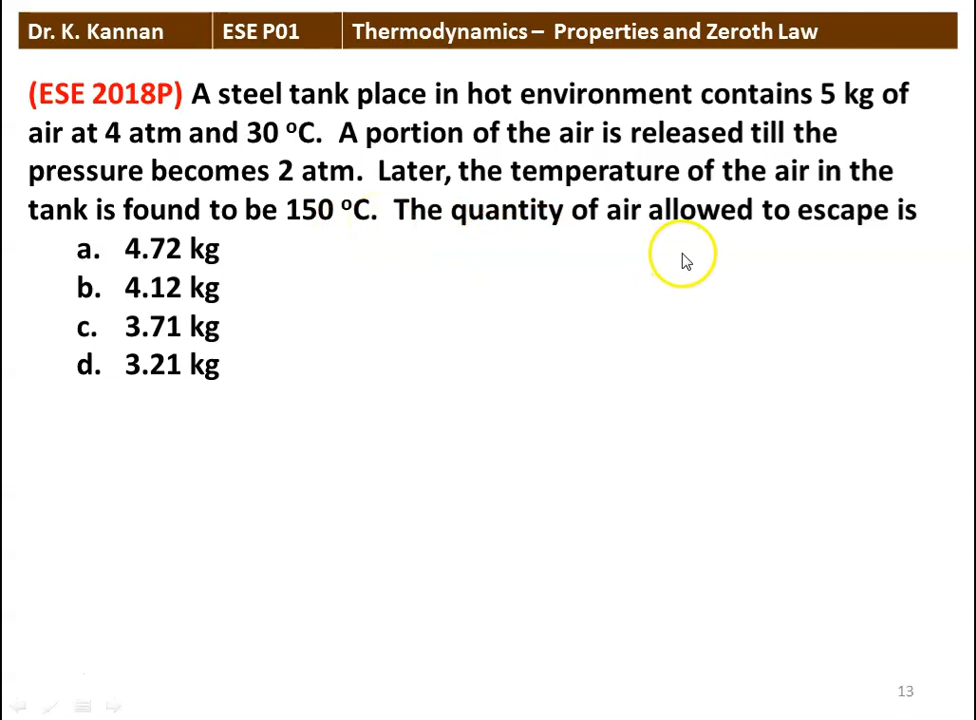 Dr. K. Kannan ESE P01 Thermodynamics – Properties and Zeroth Law
(ESE 2018P) A steel tank place in hot environment contains 5 kg of
air at 4 atm and 30 ºC. A portion of the air is released till the
pressure becomes 2 atm. Later, the temperature of the air in the
tank is found to be 150 ºC. The quantity of air allowed to escape is
a. 4.72 kg
b. 4.12 kg
c. 3.71 kg
d. 3.21 kg
13